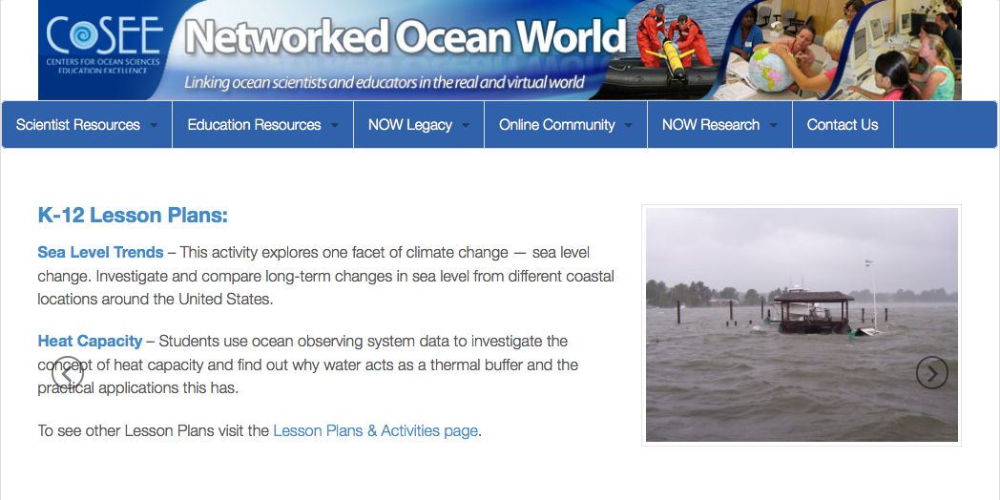 COSEE
CENTERS FOR OCEAN SCIENCES
EDUCATION EXCELLENCE
Networked Ocean World
Linking ocean scientists and educators in the real and virtual world
Scientist Resources
Education Resources
NOW Legacy
Online Community
NOW Research
Contact Us
K-12 Lesson Plans:
Sea Level Trends – This activity explores one facet of climate change — sea level
change. Investigate and compare long-term changes in sea level from different coastal
locations around the United States.
Heat Capacity – Students use ocean observing system data to investigate the
concept of heat capacity and find out why water acts as a thermal buffer and the
practical applications this has.
To see other Lesson Plans visit the Lesson Plans & Activities page.